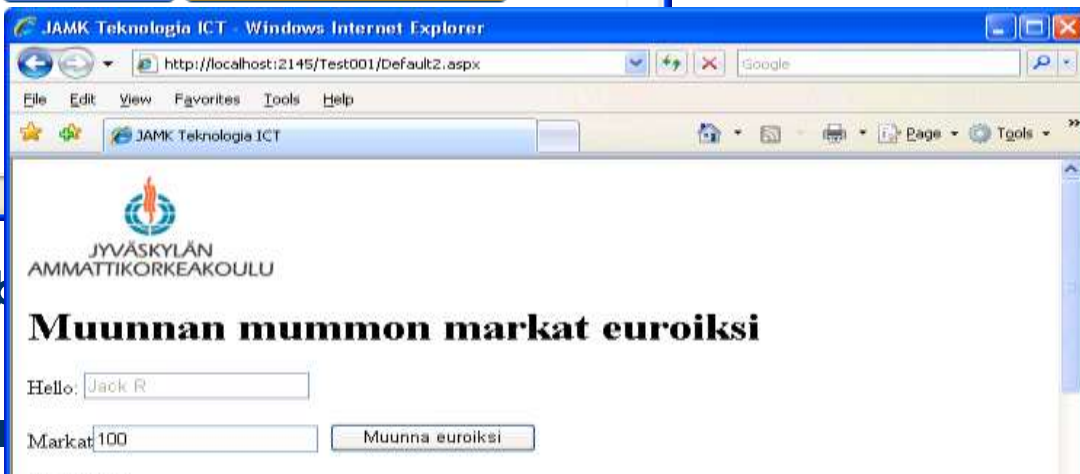 JAMK Teknologia ICT - Windows Internet Explorer
http://localhost:2145/Test001/Default2.aspx
Google
File Edit View Favorites Tools Help
JAMK Teknologia ICT
Page Tools
JYVÄSKYLÄN
AMMATTIKORKEAKOULU
Muunnan mummon markat euroiksi
Hello: Jack R
Markat 100 Muunna euroiksi